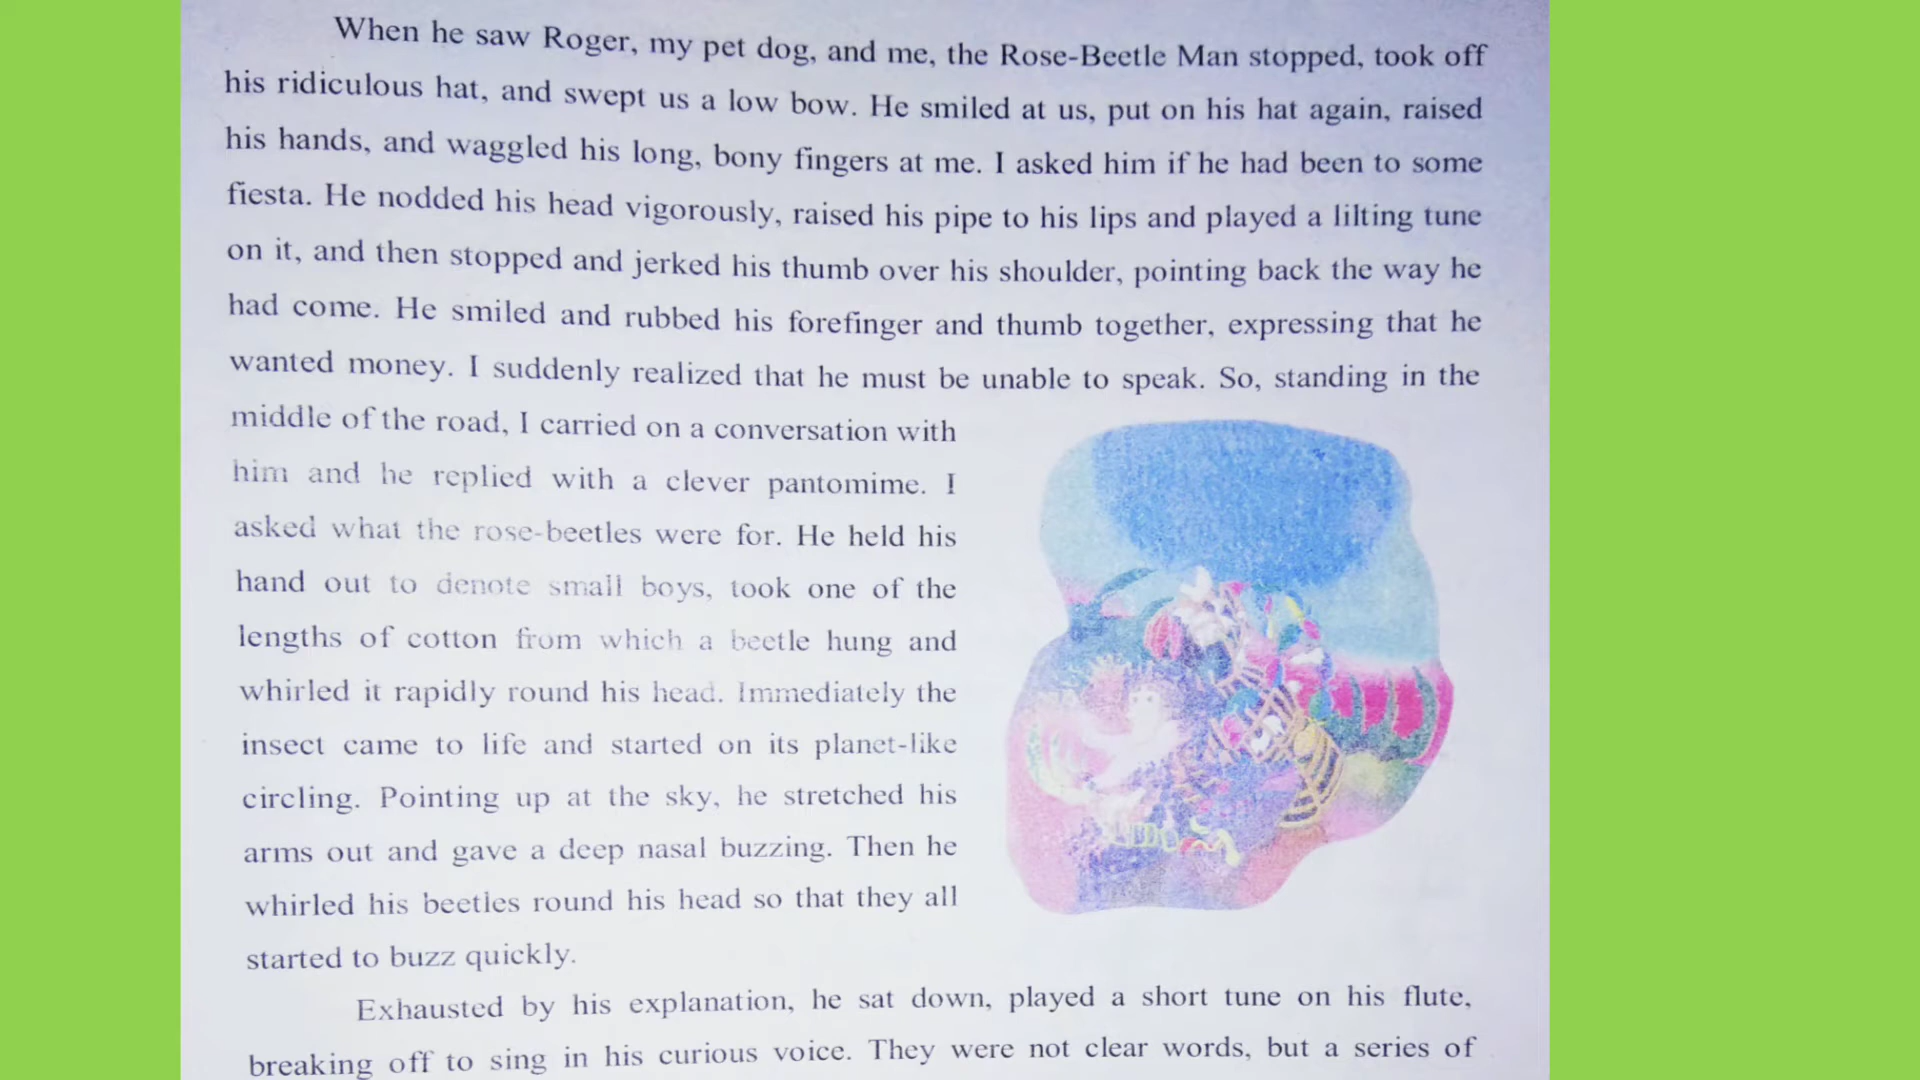 When he saw Roger, my pet dog, and me, the Rose-Beetle Man stopped, took off
his ridiculous hat, and swept us a low bow. He smiled at us, put on his hat again, raised
his hands, and waggled his long, bony fingers at me. I asked him if he had been to some
fiesta. He nodded his head vigorously, raised his pipe to his lips and played a lilting tune
on it, and then stopped and jerked his thumb over his shoulder, pointing back the way he
had come. He smiled and rubbed his forefinger and thumb together, expressing that he
wanted money. I suddenly realized that he must be unable to speak. So, standing in the
middle of the road, I carried on a conversation with
him and he replied with a clever pantomime. I
asked what the rose-beetles were for. He held his
hand out to denote small boys, took one of the
lengths of cotton from which a beetle hung and
whirled it rapidly round his head. Immediately the
insect came to life and started on its planet-like
circling. Pointing up at the sky, he stretched his
arms out and gave a deep nasal buzzing. Then he
whirled his beetles round his head so that they all
started to buzz quickly.
Exhausted by his explanation, he sat down, played a short tune on his flute,
breaking off to sing in his curious voice. They were not clear words, but a series of